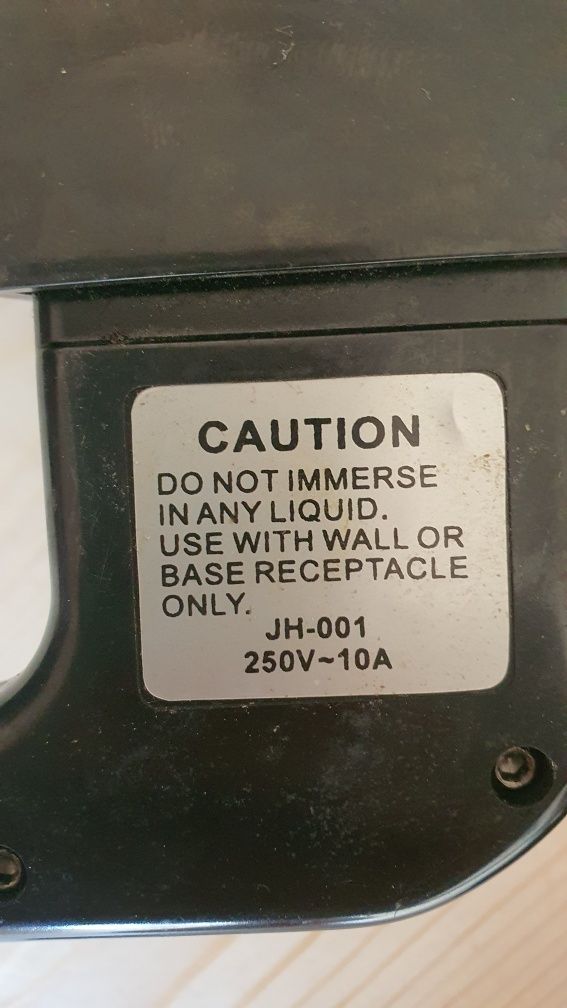 CAUTION
DO NOT IMMERSE
IN ANY LIQUID.
USE WITH WALL OR
BASE RECEPTACLE
ONLY.
JH-001
250V~10A